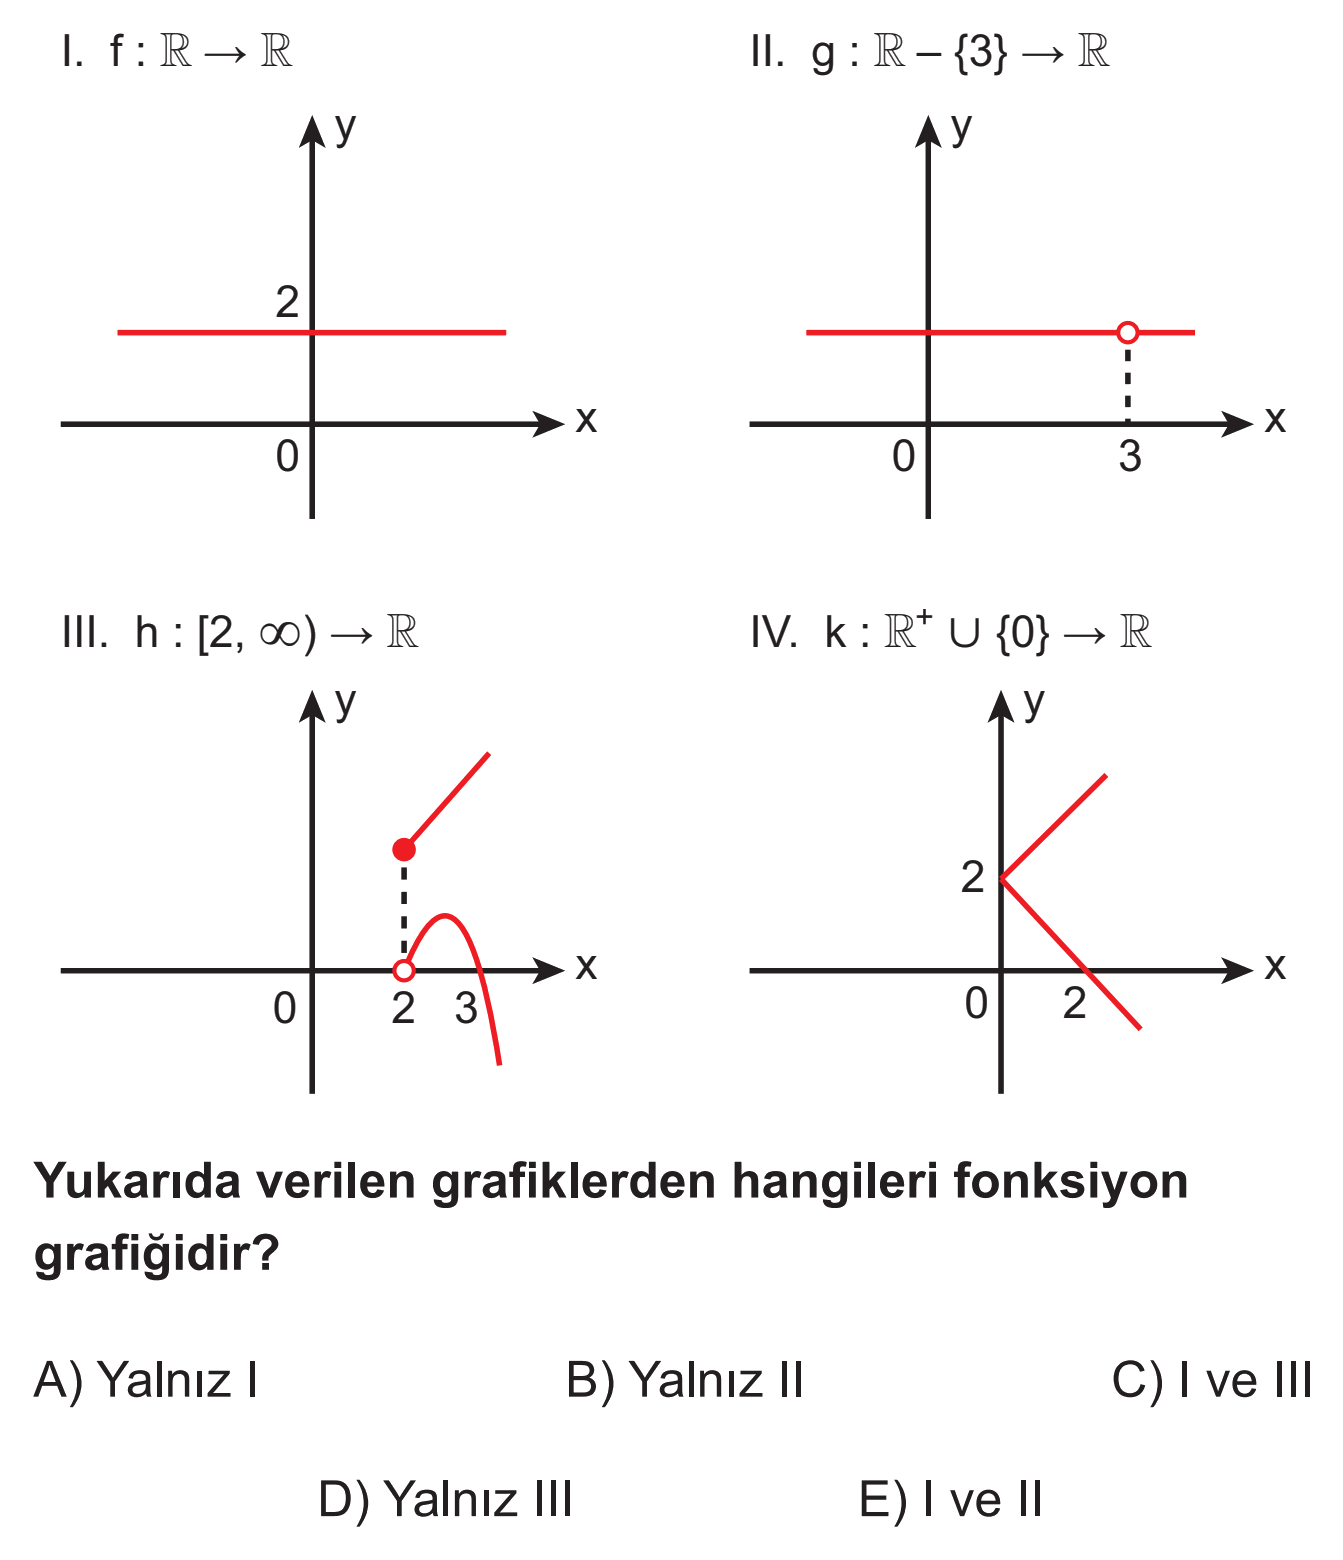 I. f : ℝ → ℝ
II. g : ℝ – {3} → ℝ
y
2
0
x
y
0
3
x
III. h : [2, ∞) → ℝ
IV. k : ℝ⁺ ∪ {0} → ℝ
y
0
2
3
x
y
2
0
2
x
Yukarıda verilen grafiklerden hangileri fonksiyon
grafiğidir?
A) Yalnız I
B) Yalnız II
C) I ve III
D) Yalnız III
E) I ve II